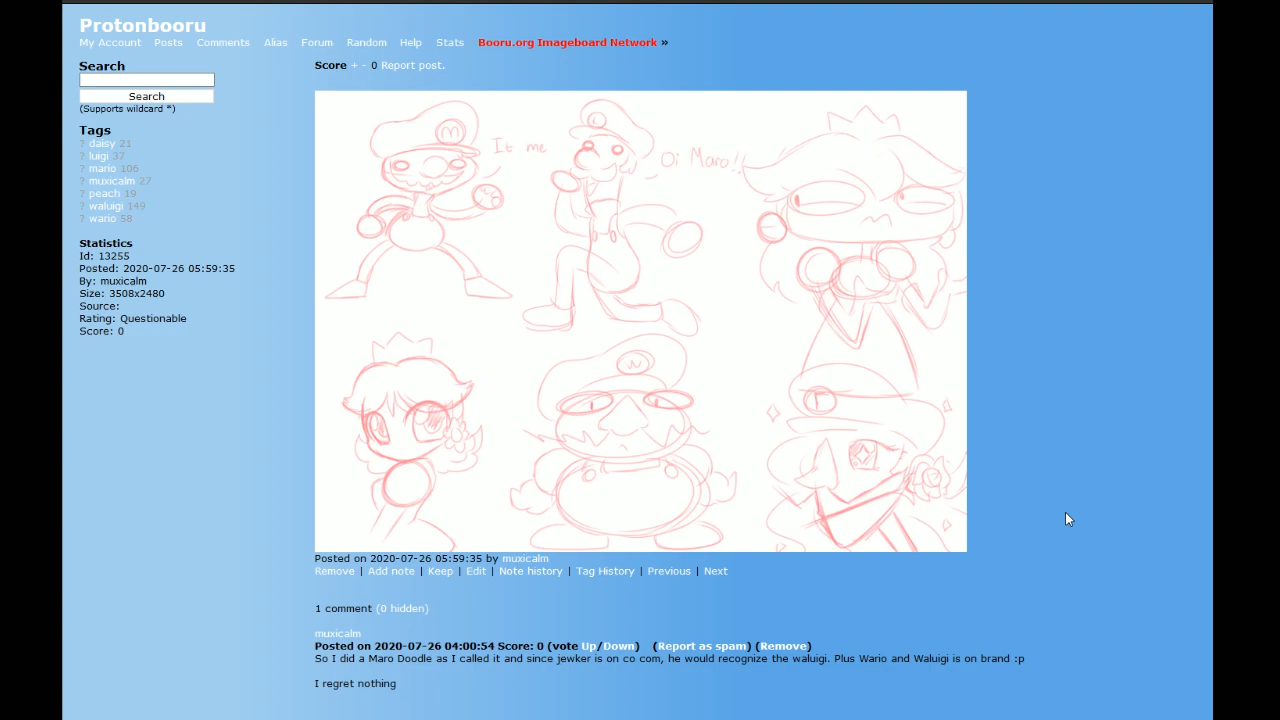 Protonbooru
My Account Posts Comments Alias Forum Random Help Stats Booru.org Imageboard Network »
Search
Search
(Supports wildcard *)
Tags
? daisy 21
? luigi 37
? mario 106
? muxicalm 27
? peach 19
? waluigi 149
? wario 58
Statistics
Id: 13255
Posted: 2020-07-26 05:59:35
By: muxicalm
Size: 3508x2480
Source:
Rating: Questionable
Score: 0
Score + - 0 Report post.
M
It me
L
Oi Maro!!
W
Γ
Posted on 2020-07-26 05:59:35 by muxicalm
Remove | Add note | Keep | Edit | Note history | Tag History | Previous | Next
1 comment (0 hidden)
muxicalm
Posted on 2020-07-26 04:00:54 Score: 0 (vote Up/Down) (Report as spam) (Remove)
So I did a Maro Doodle as I called it and since jewker is on co com, he would recognize the waluigi. Plus Wario and Waluigi is on brand :p
I regret nothing